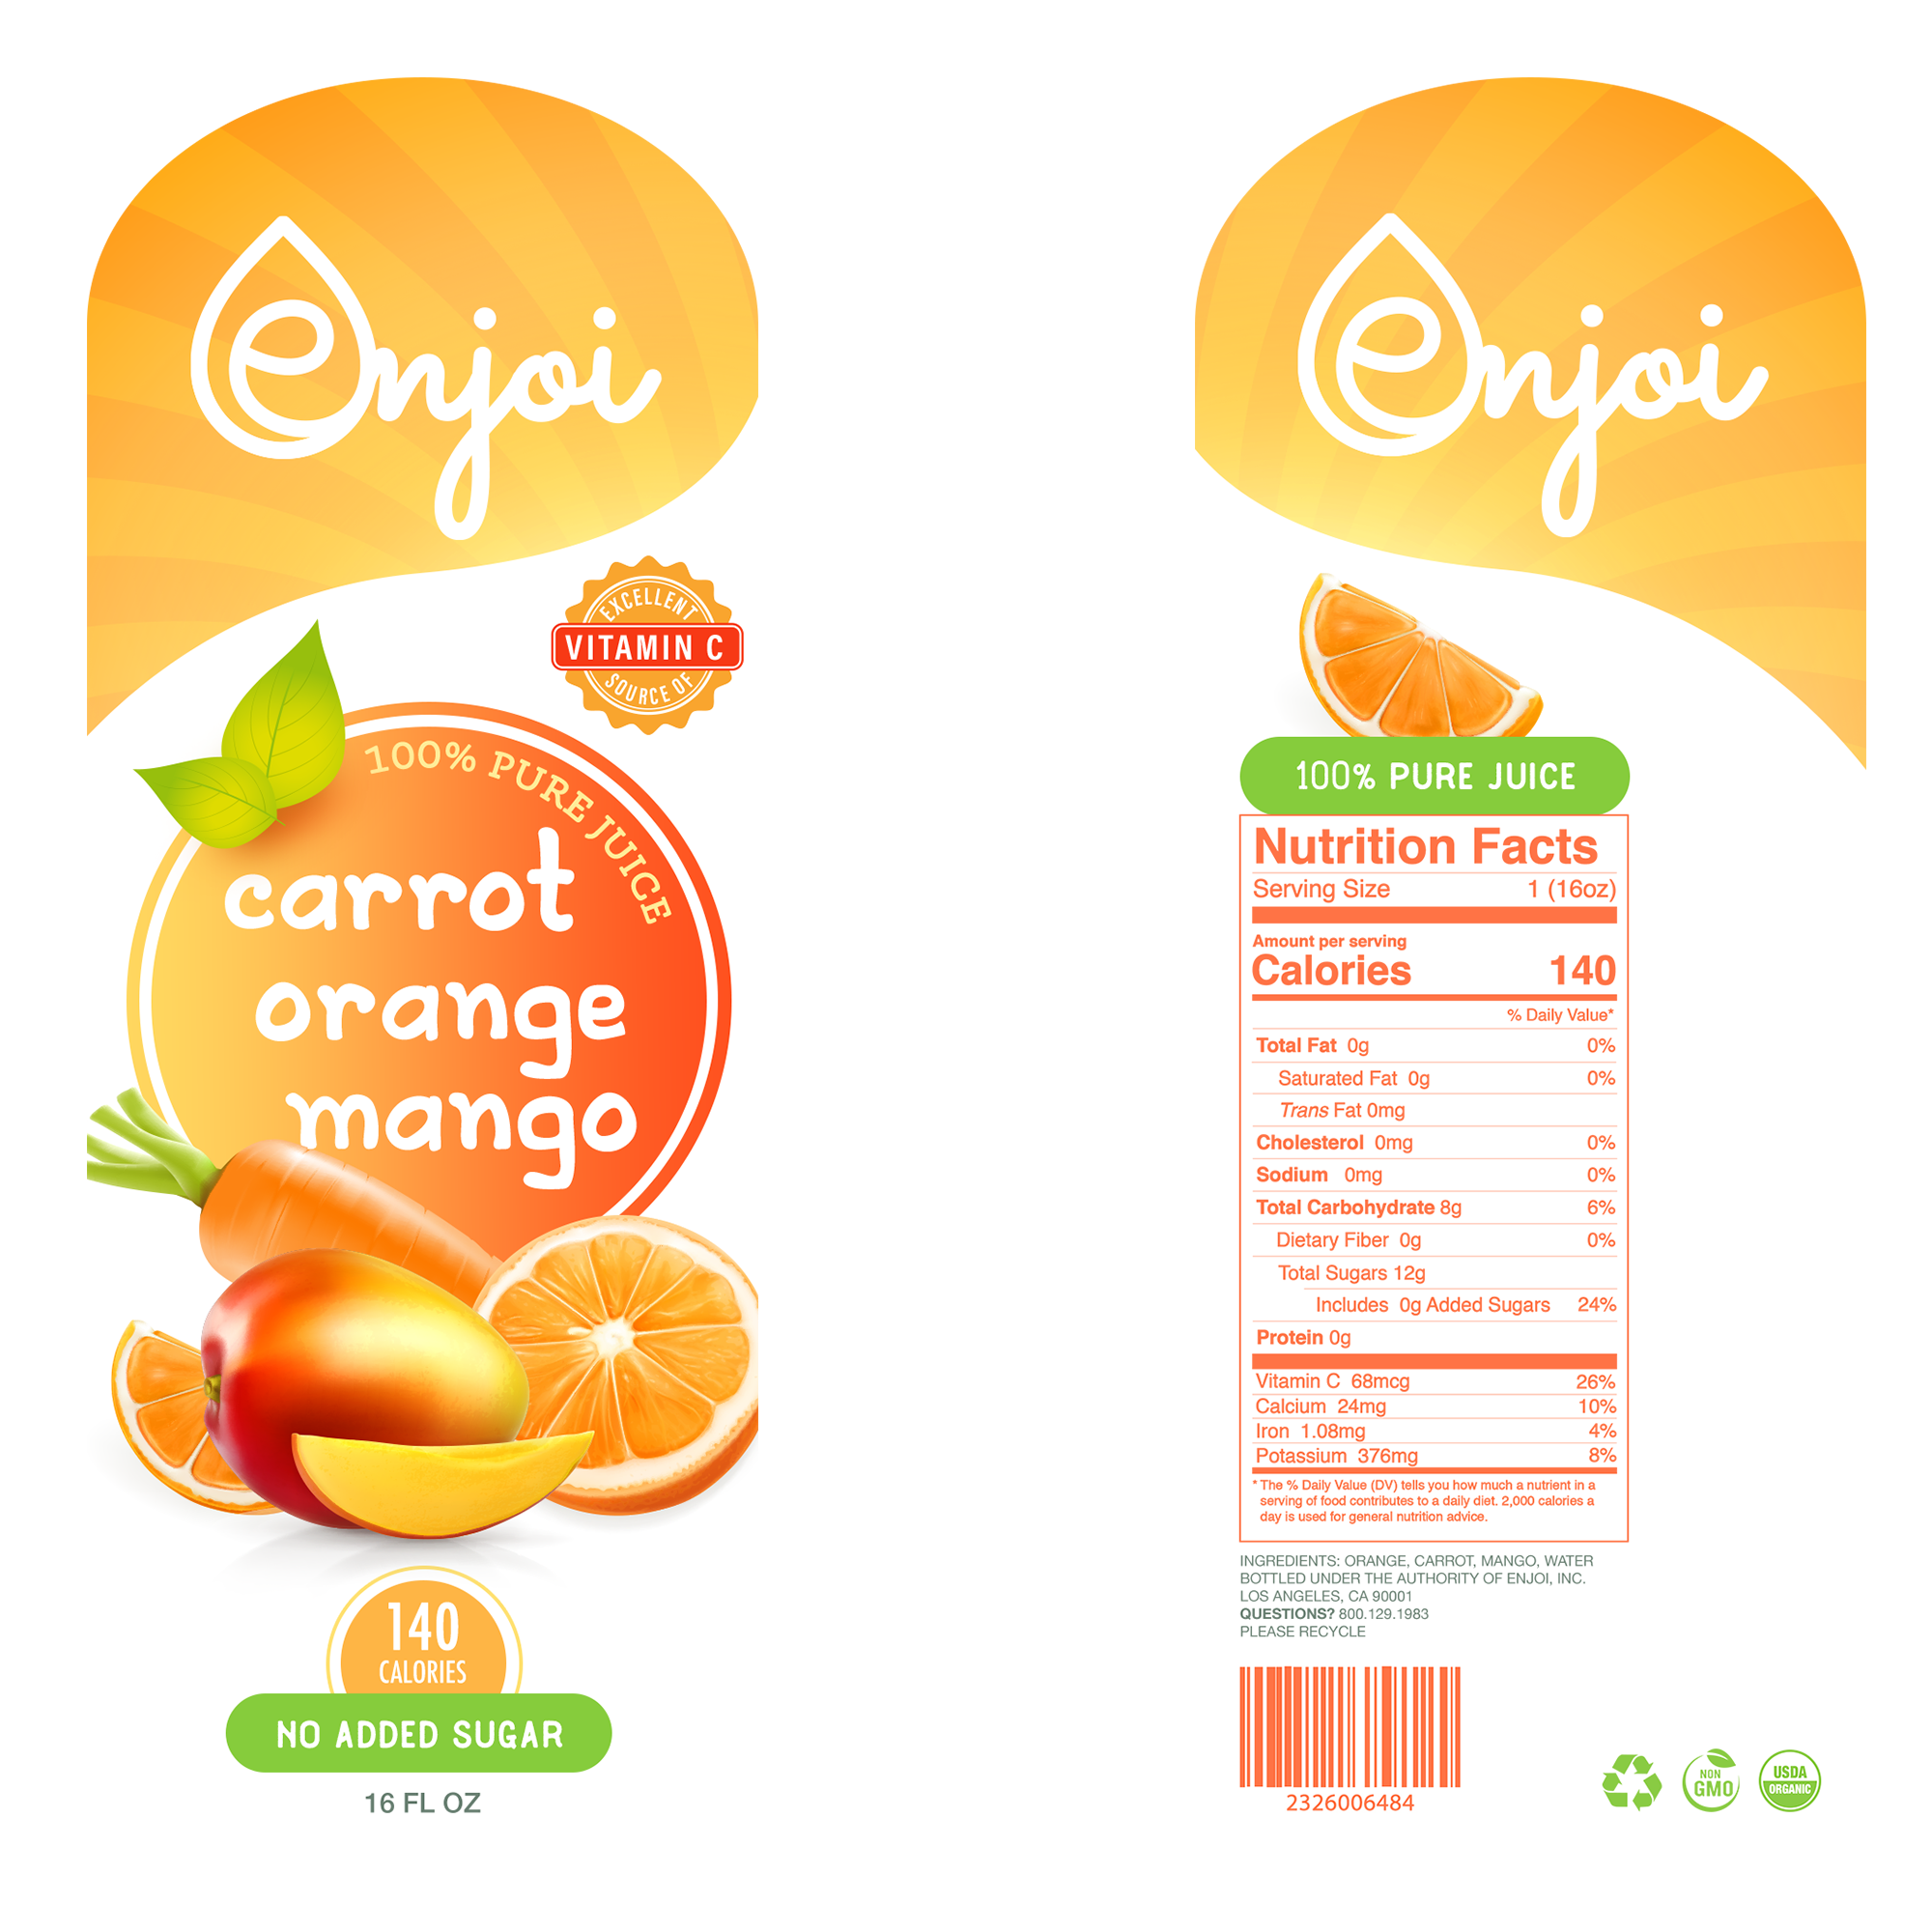 enjoi
EXCELLENT
VITAMIN C
SOURCE OF
100% PURE JUICE
carrot
orange
mango
140
CALORIES
NO ADDED SUGAR
16 FL OZ
enjoi
100% PURE JUICE
Nutrition Facts
Serving Size 1 (16oz)
Amount per serving
Calories 140
% Daily Value*
Total Fat 0g 0%
Saturated Fat 0g 0%
Trans Fat 0mg
Cholesterol 0mg 0%
Sodium 0mg 0%
Total Carbohydrate 8g 6%
Dietary Fiber 0g 0%
Total Sugars 12g
Includes 0g Added Sugars 24%
Protein 0g
Vitamin C 68mcg 26%
Calcium 24mg 10%
Iron 1.08mg 4%
Potassium 376mg 8%
* The % Daily Value (DV) tells you how much a nutrient in a
serving of food contributes to a daily diet. 2,000 calories a
day is used for general nutrition advice.
INGREDIENTS: ORANGE, CARROT, MANGO, WATER
BOTTLED UNDER THE AUTHORITY OF ENJOI, INC.
LOS ANGELES, CA 90001
QUESTIONS? 800.129.1983
PLEASE RECYCLE
2326006484
NON
GMO
USDA
ORGANIC